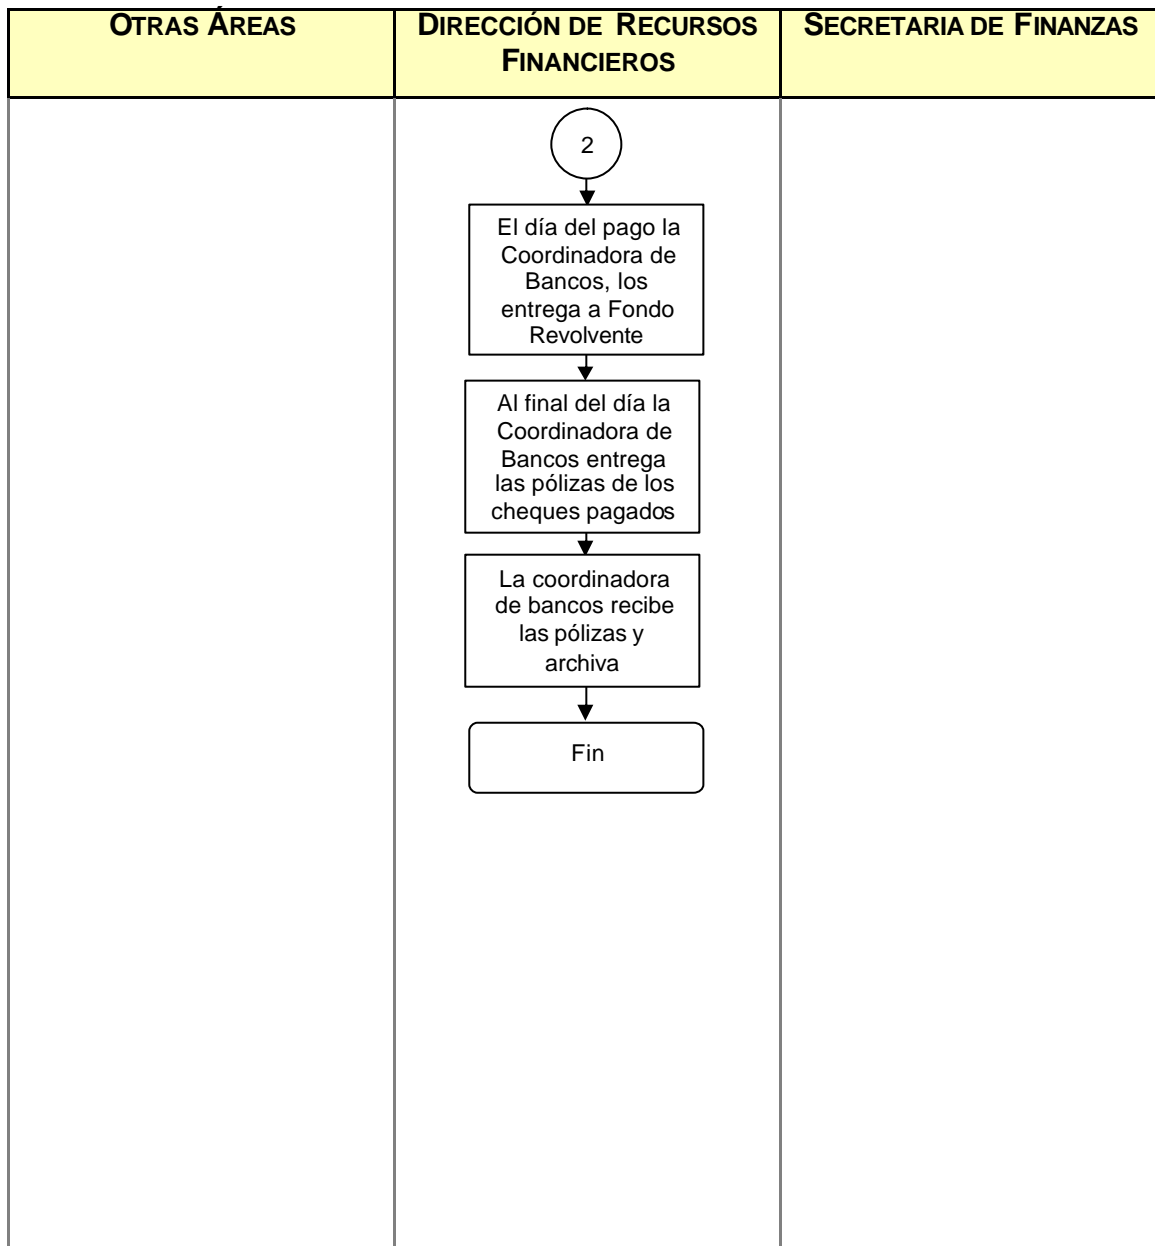 OTRAS ÁREAS
DIRECCIÓN DE RECURSOS
FINANCIEROS
SECRETARIA DE FINANZAS
2
El día del pago la
Coordinadora de
Bancos, los
entrega a Fondo
Revolvente
Al final del día la
Coordinadora de
Bancos entrega
las pólizas de los
cheques pagados
La coordinadora
de bancos recibe
las pólizas y
archiva
Fin